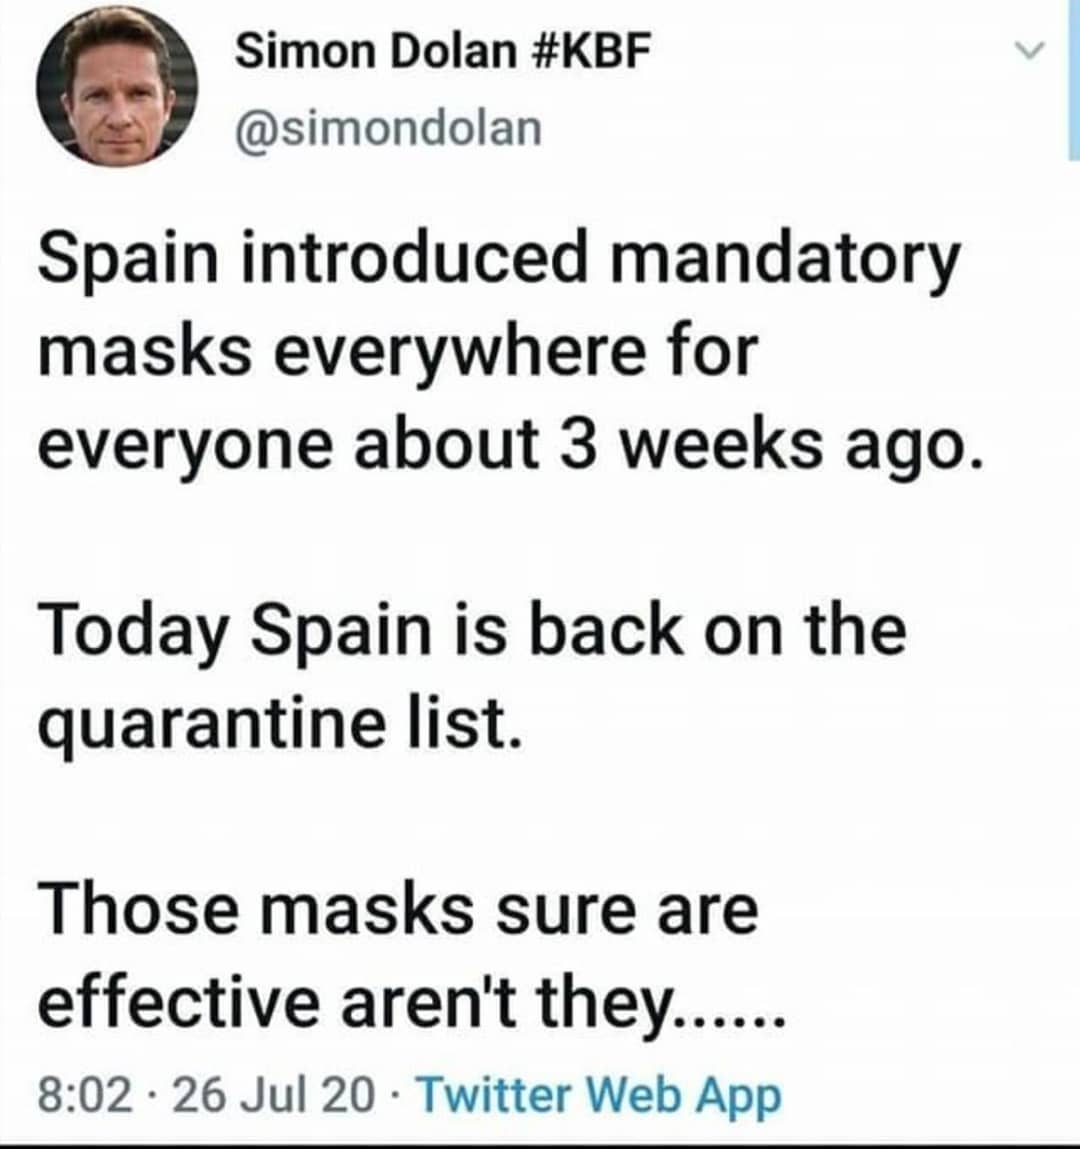 Simon Dolan #KBF
@simondolan
Spain introduced mandatory
masks everywhere for
everyone about 3 weeks ago.
Today Spain is back on the
quarantine list.
Those masks sure are
effective aren't they......
8:02 · 26 Jul 20 · Twitter Web App